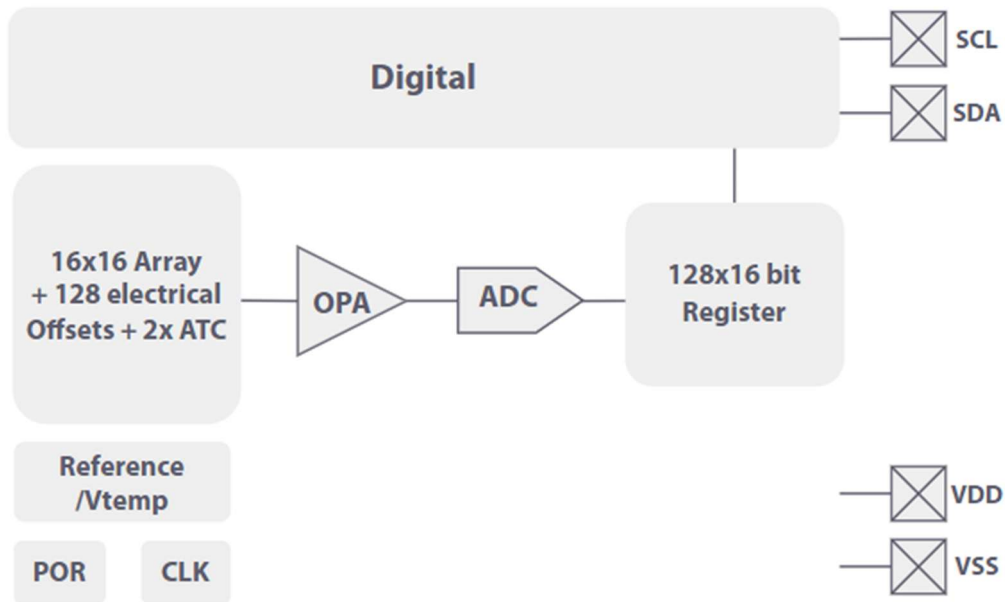 Digital
SCL
SDA
16x16 Array
+ 128 electrical
Offsets + 2x ATC
OPA
ADC
128x16 bit
Register
Reference
/Vtemp
POR
CLK
VDD
VSS